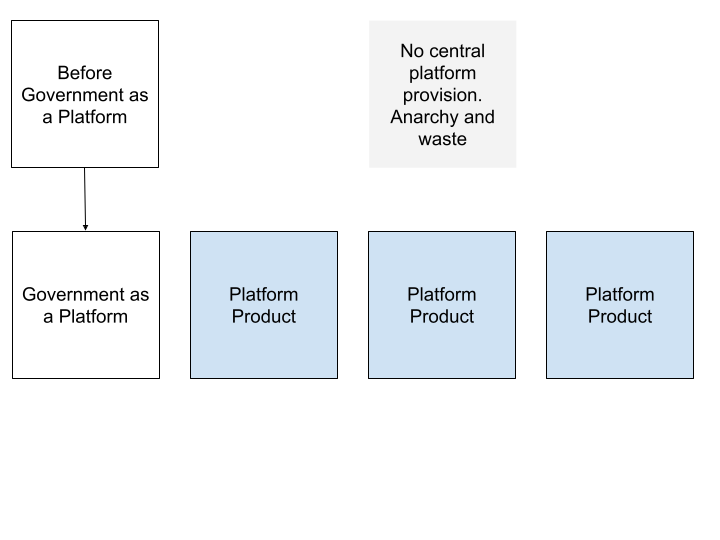 Before
Government as
a Platform
No central
platform
provision.
Anarchy and
waste
Government as
a Platform
Platform
Product
Platform
Product
Platform
Product